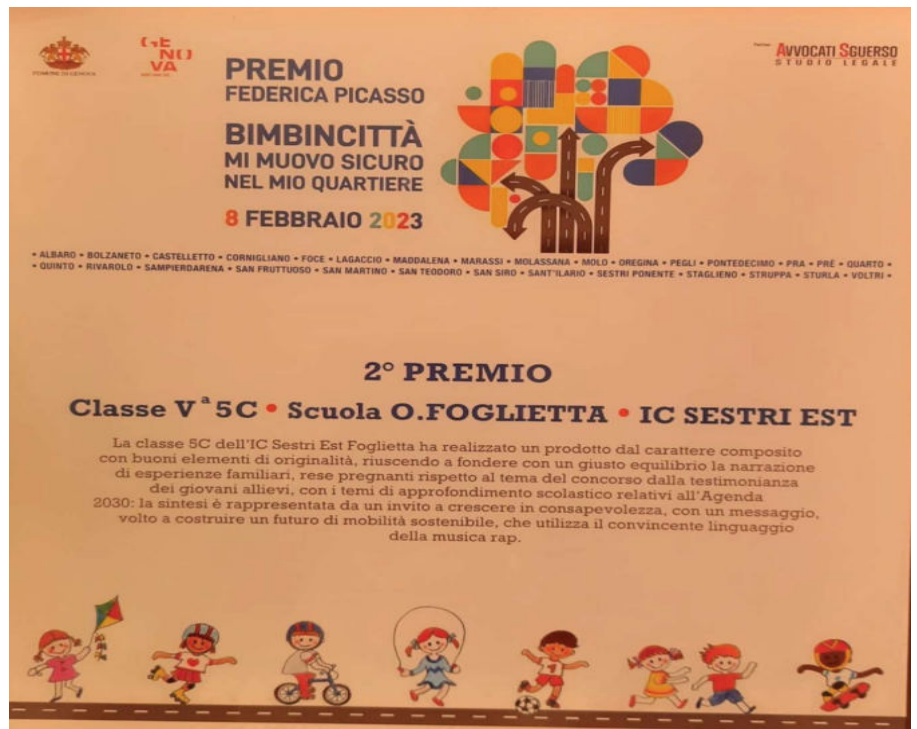 COMUNE DI GENOVA
GE
NO
VA
PREMIO
FEDERICA PICASSO
BIMBINCITTÀ
MI MUOVO SICURO
NEL MIO QUARTIERE
8 FEBBRAIO 2023
Partner
AVVOCATI SGUERSO
STUDIO LEGALE
• ALBARO • BOLZANETO • CASTELLETTO • CORNIGLIANO • FOCE • LAGACCIO • MADDALENA • MARASSI • MOLASSANA • MOLO • OREGINA • PEGLI • PONTEDECIMO • PRA • PRÈ • QUARTO •
• QUINTO • RIVAROLO • SAMPIERDARENA • SAN FRUTTUOSO • SAN MARTINO • SAN TEODORO • SAN SIRO • SANT'ILARIO • SESTRI PONENTE • STAGLIENO • STRUPPA • STURLA • VOLTRI •
2° PREMIO
Classe V ª 5C • Scuola O.FOGLIETTA • IC SESTRI EST
La classe 5C dell'IC Sestri Est Foglietta ha realizzato un prodotto dal carattere composito
con buoni elementi di originalità, riuscendo a fondere con un giusto equilibrio la narrazione
di esperienze familiari, rese pregnanti rispetto al tema del concorso dalla testimonianza
dei giovani allievi, con i temi di approfondimento scolastico relativi all'Agenda
2030: la sintesi è rappresentata da un invito a crescere in consapevolezza, con un messaggio,
volto a costruire un futuro di mobilità sostenibile, che utilizza il convincente linguaggio
della musica rap.